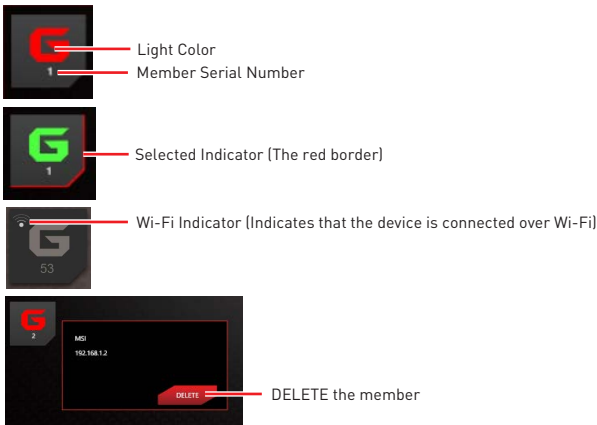 G
Light Color
1
Member Serial Number
G
Selected Indicator (The red border)
1
Wi-Fi Indicator (Indicates that the device is connected over Wi-Fi)
G
53
G
2
MSI
192.168.1.2
DELETE
DELETE the member